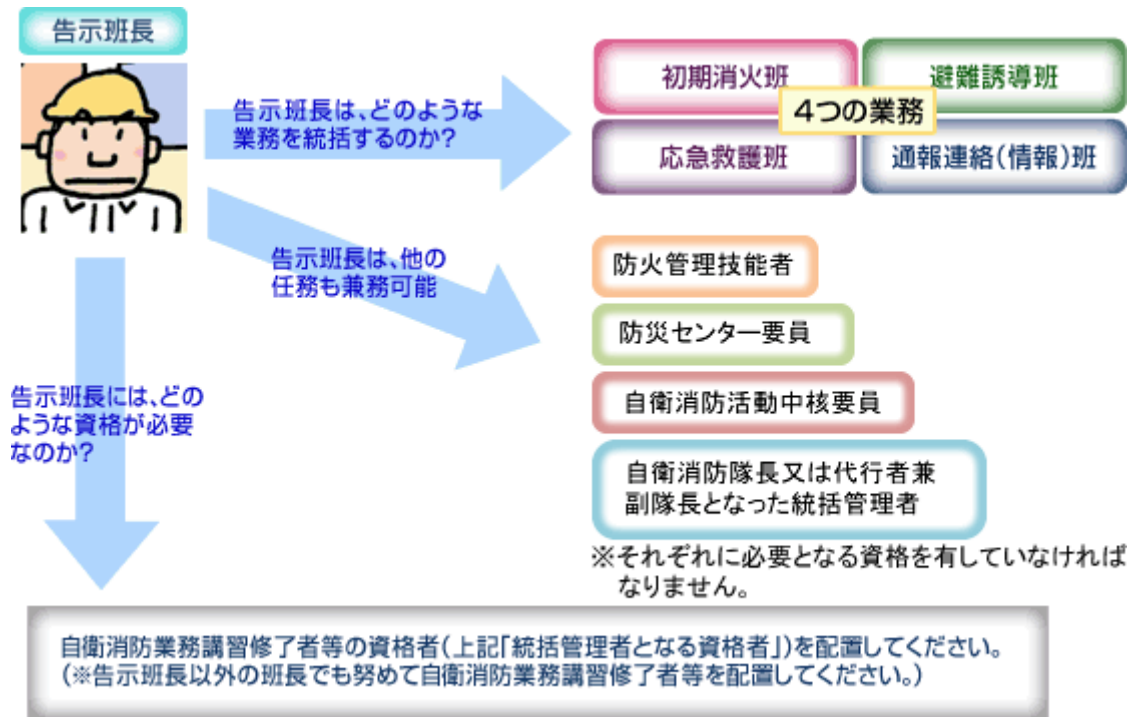 告示班長
告示班長は、どのような
業務を統括するのか?
初期消火班
避難誘導班
4つの業務
応急救護班
通報連絡(情報)班
告示班長は、他の
任務も兼務可能
防火管理技能者
防災センター要員
自衛消防活動中核要員
自衛消防隊長又は代行者兼
副隊長となった統括管理者
※それぞれに必要となる資格を有していなければ
なりません。
告示班長には、どの
ような資格が必要
なのか?
自衛消防業務講習修了者等の資格者(上記「統括管理者となる資格者」)を配置してください。
(※告示班長以外の班長でも努めて自衛消防業務講習修了者等を配置してください。)